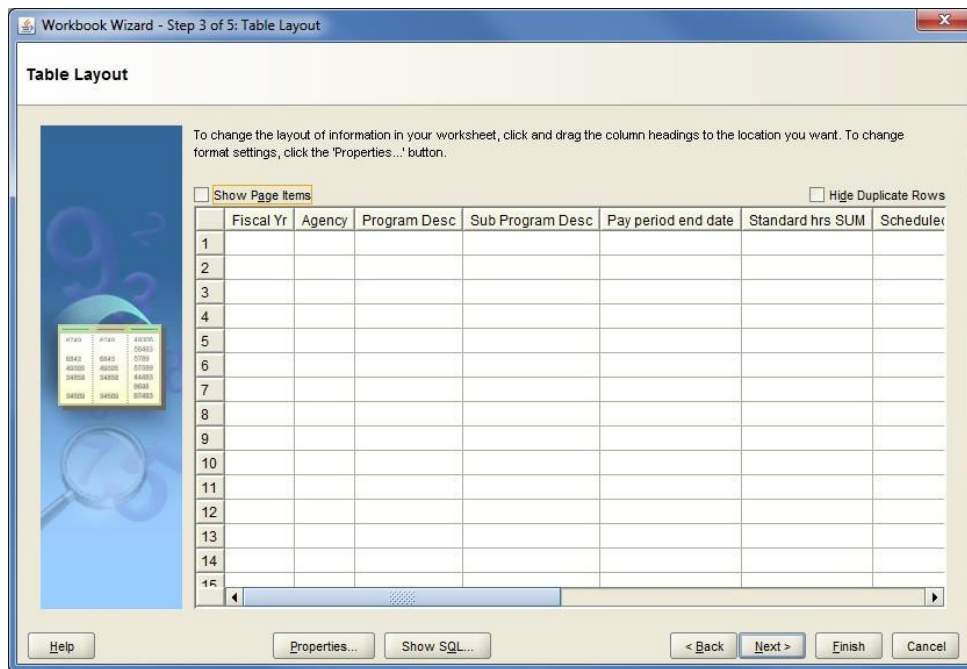 Workbook Wizard - Step 3 of 5: Table Layout
Table Layout
To change the layout of information in your worksheet, click and drag the column headings to the location you want. To change
format settings, click the 'Properties...' button.
Show Page Items Hide Duplicate Rows
Fiscal Yr Agency Program Desc Sub Program Desc Pay period end date Standard hrs SUM Scheduled
1
2
3
4
5
6
7
8
9
10
11
12
13
14
15
Help Properties... Show SQL... < Back Next > Finish Cancel